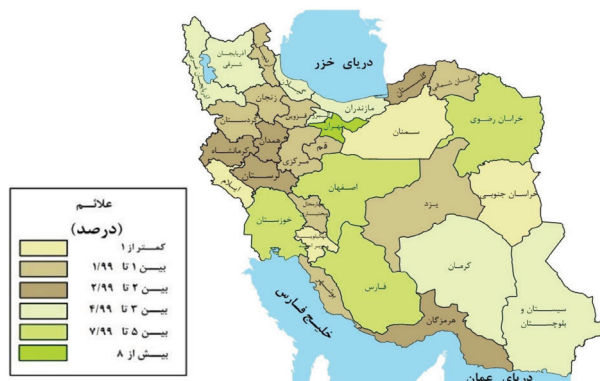 دریای خزر
آذربایجان
شرقی
زنجان
کردستان
قزوین
همدان
کرمانشاه
مرکزی
قم
لرستان
ایلام
تهران
مازندران
گلستان
خراسان شمالی
خراسان رضوی
سمنان
خراسان جنوبی
اصفهان
یزد
خوزستان
فارس
کرمان
سیستان و
بلوچستان
هرمزگان
خلیج فارس
دریای عمان
علائم
(درصد)
کمتر از ۱
بین ۱ تا ۱/۹۹
بین ۲ تا ۲/۹۹
بین ۳ تا ۴/۹۹
بین ۵ تا ۷/۹۹
بیش از ۸